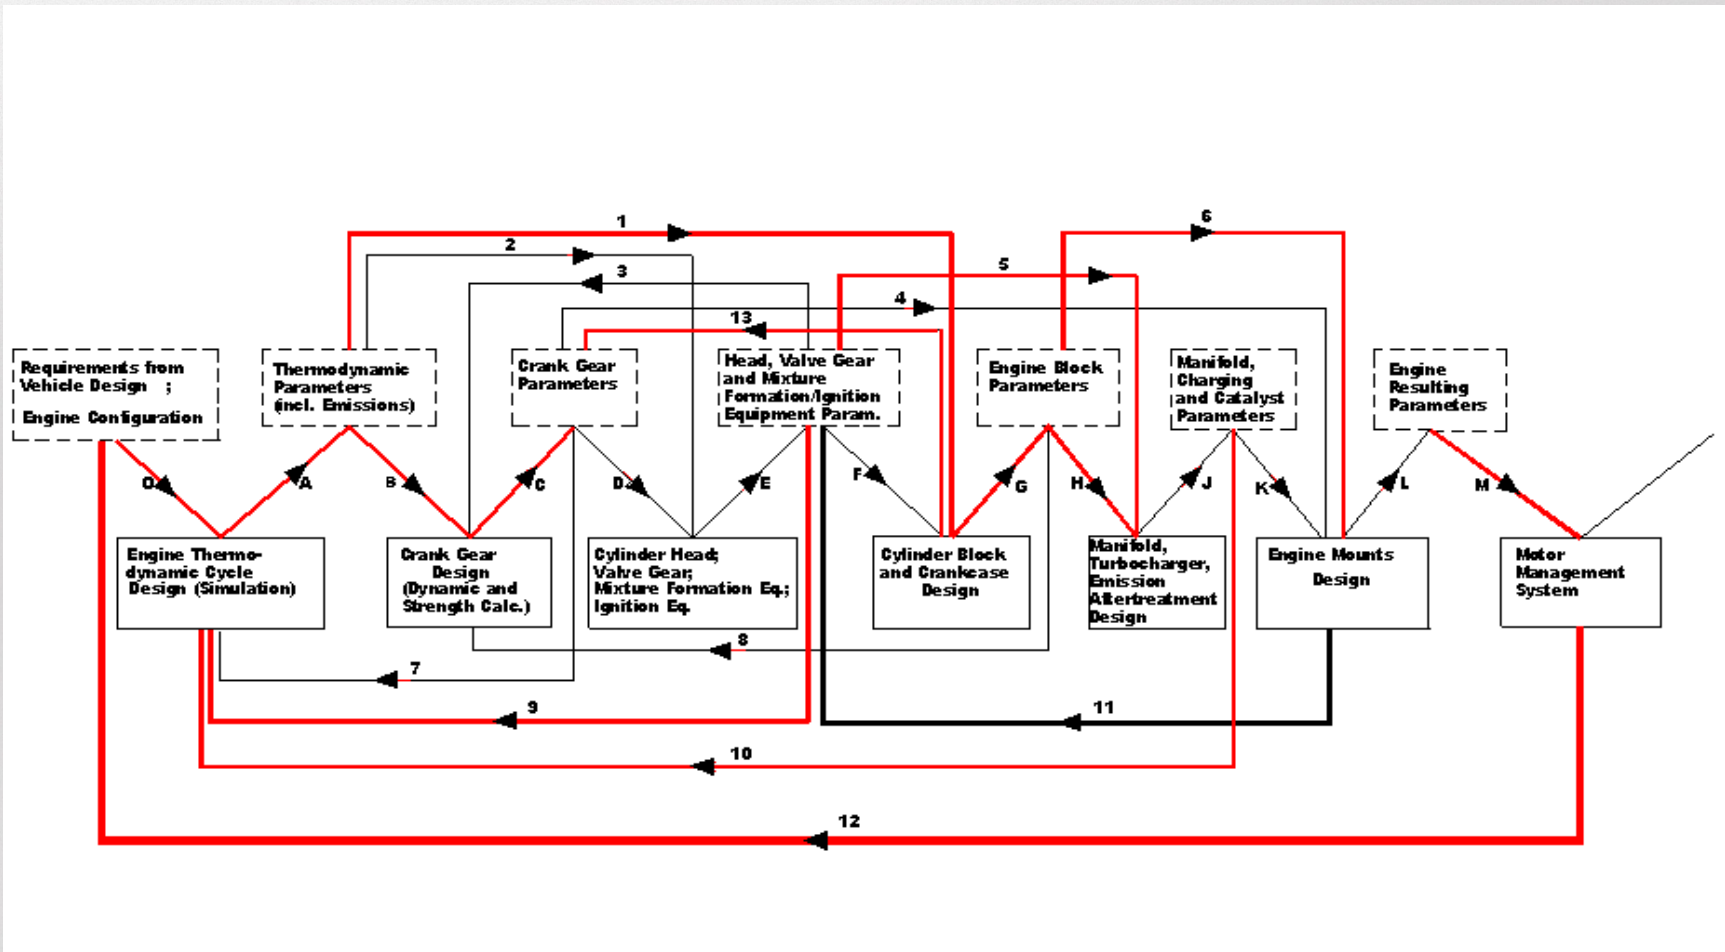 1
6
2
5
3
4
13
Requirements from
Vehicle Design ;
Engine Configuration
Thermodynamic
Parameters
(incl. Emissions)
Crank Gear
Parameters
Head, Valve Gear
and Mixture
Formation/Ignition
Equipment Param.
Engine Block
Parameters
Manifold,
Charging
and Catalyst
Parameters
Engine
Resulting
Parameters
O
A
B
C
D
E
F
G
H
J
K
L
M
Engine Thermo-
dynamic Cycle
Design (Simulation)
Crank Gear
Design
(Dynamic and
Strength Calc.)
Cylinder Head;
Valve Gear;
Mixture Formation Eq.;
Ignition Eq.
Cylinder Block
and Crankcase
Design
Manifold,
Turbocharger,
Emission
Aftertreatment
Design
Engine Mounts
Design
Motor
Management
System
8
7
9
11
10
12